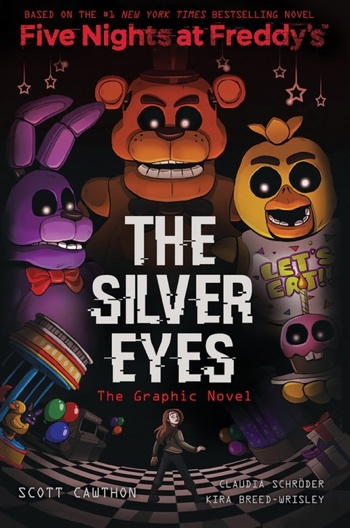 BASED ON THE #1 NEW YORK TIMES BESTSELLING NOVEL
Five Nights at Freddy's™
LET'S
EAT!!
THE
SILVER
EYES
The Graphic Novel
SCOTT CAWTHON
CLAUDIA SCHRÖDER
KIRA BREED-WRISLEY